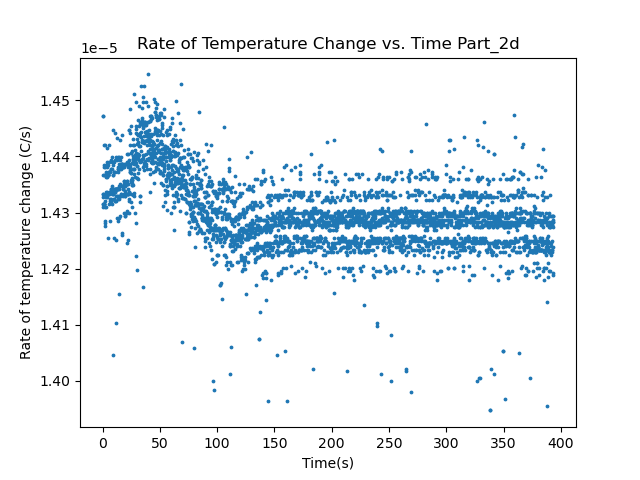 Rate of Temperature Change vs. Time Part_2d
1e−5
1.45
1.44
1.43
1.42
1.41
1.40
Rate of temperature change (C/s)
0 50 100 150 200 250 300 350 400
Time(s)